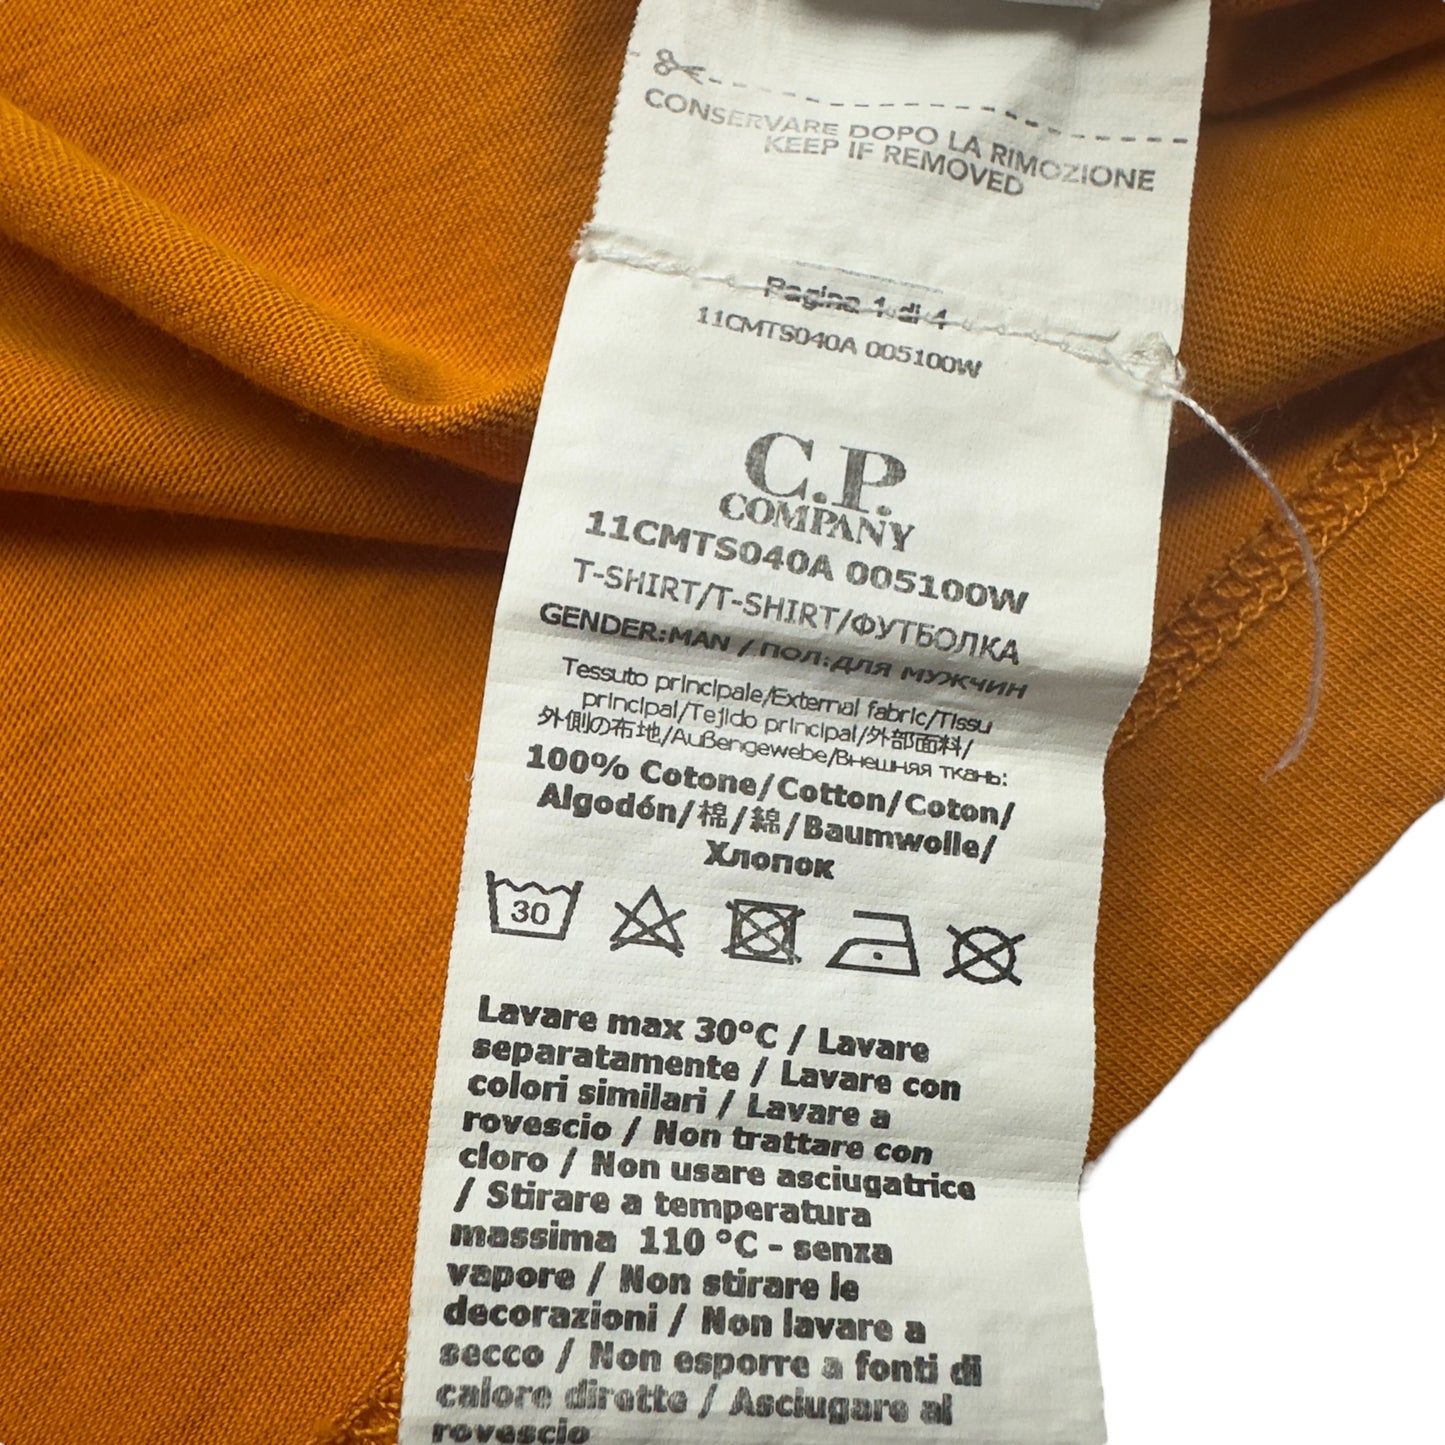 CONSERVARE DOPO LA RIMOZIONE
KEEP IF REMOVED
Pagina 1 di 4
11CMTS040A 005100W
C.P.
COMPANY
11CMTS040A 005100W
T-SHIRT/T-SHIRT/ФУТБОЛКА
GENDER:MAN / ПОЛ:ДЛЯ МУЖЧИН
Tessuto principale/External fabric/Tissu
principal/Tejido principal/外部面料/
外側の布地/Außengewebe/Внешняя ткань:
100% Cotone/Cotton/Coton/
Algodón/棉/綿/Baumwolle/
Хлопок
30
Lavare max 30°C / Lavare
separatamente / Lavare con
colori similari / Lavare a
rovescio / Non trattare con
cloro / Non usare asciugatrice
/ Stirare a temperatura
massima 110 °C - senza
vapore / Non stirare le
decorazioni / Non lavare a
secco / Non esporre a fonti di
calore dirette / Asciugare al
rovescio